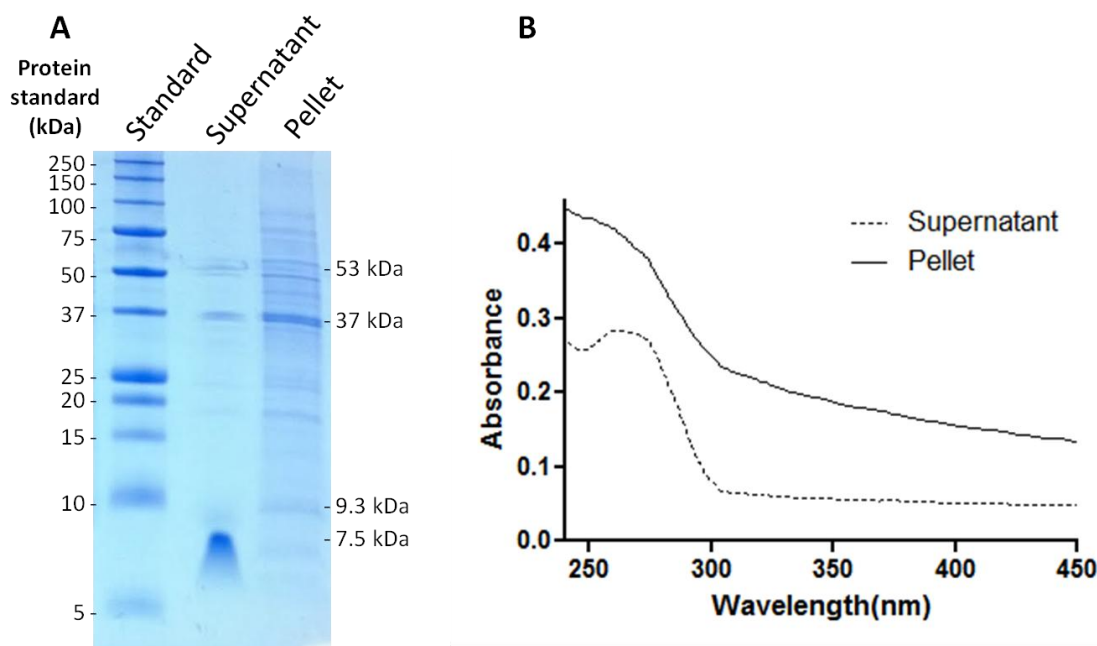 A
Protein
standard
(kDa)
Standard
Supernatant
Pellet
250 -
150 -
100 -
75 -
50 -
37 -
25 -
20 -
15 -
10 -
5 -
- 53 kDa
- 37 kDa
- 9.3 kDa
- 7.5 kDa
B
Supernatant
Pellet
Absorbance
0.4
0.3
0.2
0.1
0.0
250 300 350 400 450
Wavelength(nm)